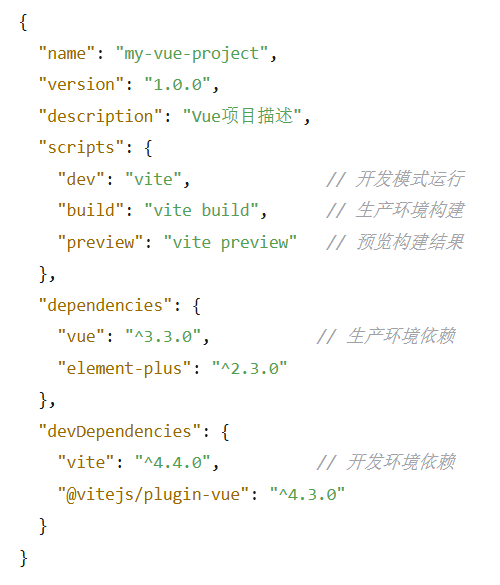 {
  "name": "my-vue-project",
  "version": "1.0.0",
  "description": "Vue项目描述",
  "scripts": {
    "dev": "vite",              // 开发模式运行
    "build": "vite build",      // 生产环境构建
    "preview": "vite preview"   // 预览构建结果
  },
  "dependencies": {
    "vue": "^3.3.0",           // 生产环境依赖
    "element-plus": "^2.3.0"
  },
  "devDependencies": {
    "vite": "^4.4.0",          // 开发环境依赖
    "@vitejs/plugin-vue": "^4.3.0"
  }
}